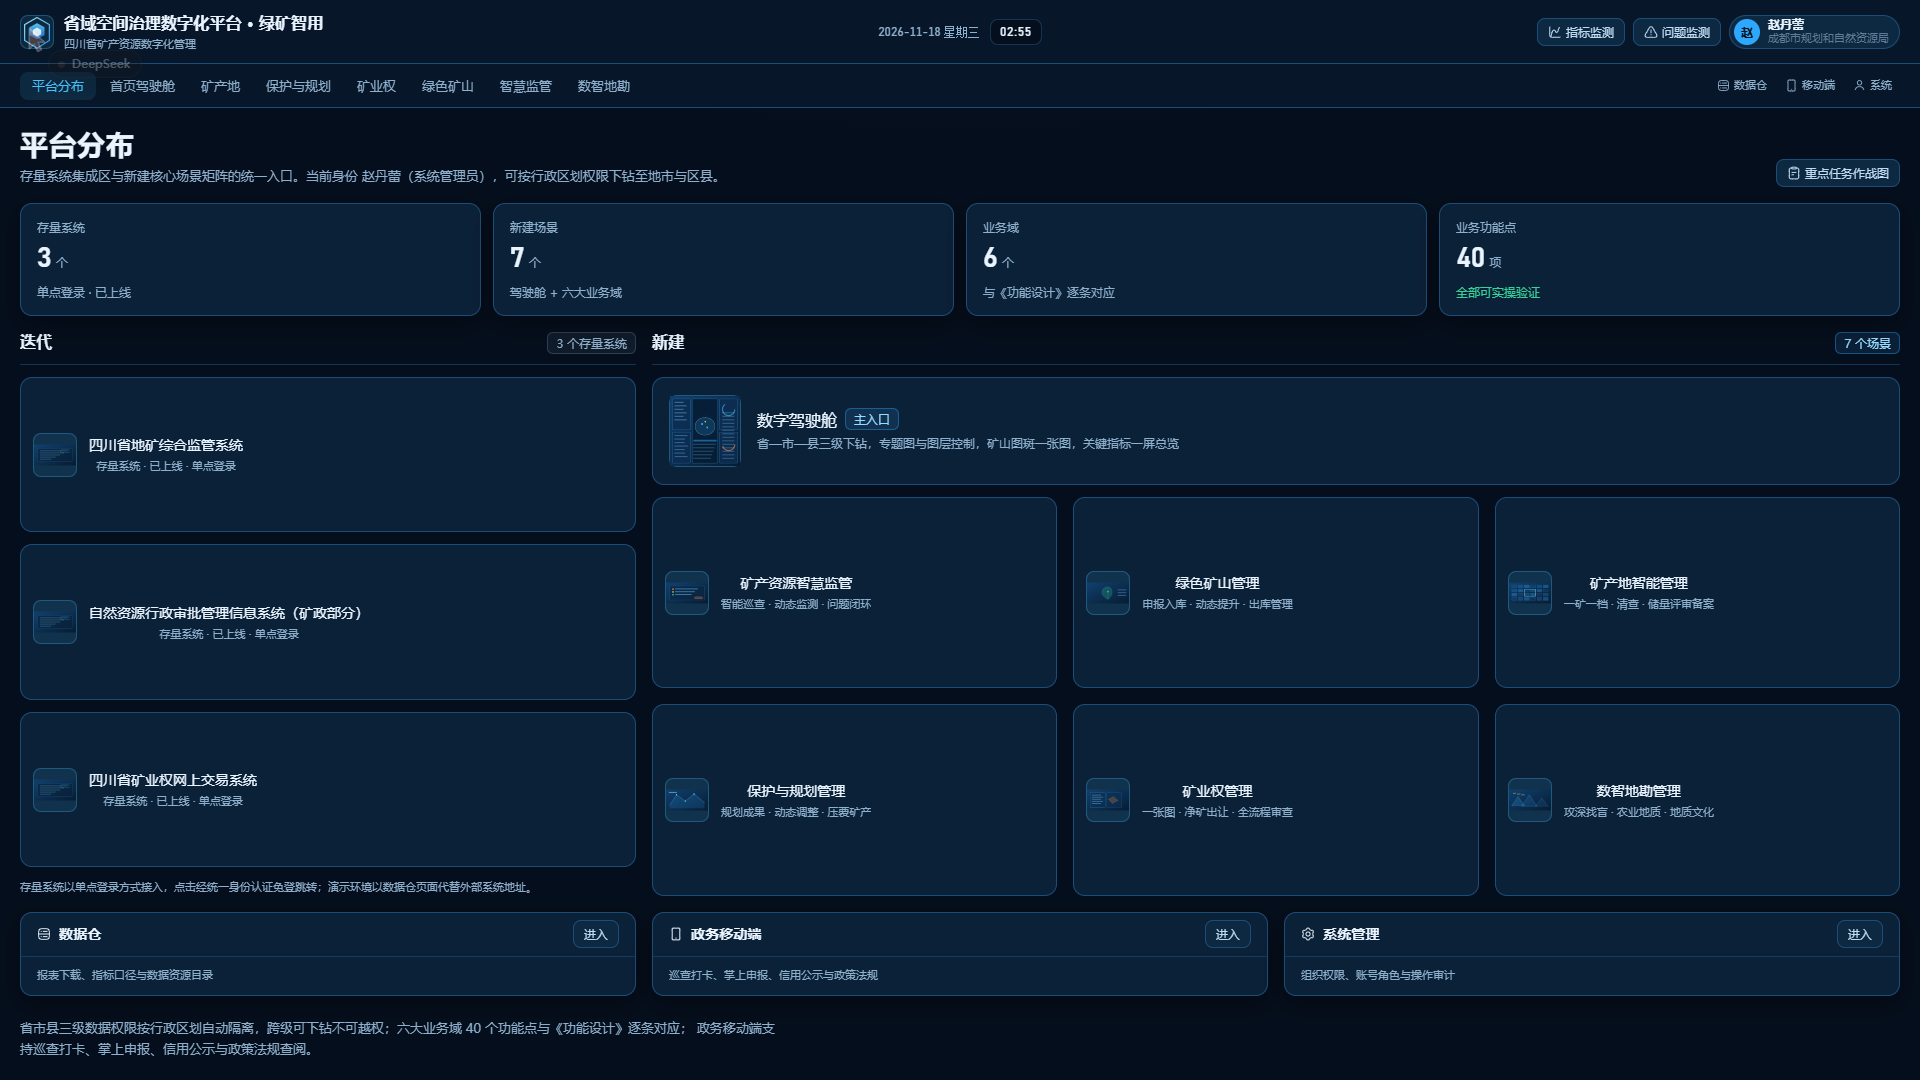 省域空间治理数字化平台 • 绿矿智用
四川省矿产资源数字化管理
DeepSeek
2026-11-18 星期三
02:55
指标监测
问题监测
赵
赵丹蕾
成都市规划和自然资源局
平台分布
首页驾驶舱
矿产地
保护与规划
矿业权
绿色矿山
智慧监管
数智地勘
数据仓
移动端
系统
平台分布
存量系统集成区与新建核心场景矩阵的统一入口。当前身份 赵丹蕾（系统管理员），可按行政区划权限下钻至地市与区县。
重点任务作战图
存量系统
3 个
单点登录 · 已上线
新建场景
7 个
驾驶舱 + 六大业务域
业务域
6 个
与《功能设计》逐条对应
业务功能点
40 项
全部可实操验证
迭代
3 个存量系统
新建
7 个场景
四川省地矿综合监管系统
存量系统 · 已上线 · 单点登录
自然资源行政审批管理信息系统（矿政部分）
存量系统 · 已上线 · 单点登录
四川省矿业权网上交易系统
存量系统 · 已上线 · 单点登录
存量系统以单点登录方式接入，点击经统一身份认证免登跳转；演示环境以数据仓页面代替外部系统地址。
数字驾驶舱
主入口
省—市—县三级下钻，专题图与图层控制，矿山图斑一张图，关键指标一屏总览
矿产资源智慧监管
智能巡查 · 动态监测 · 问题闭环
绿色矿山管理
申报入库 · 动态提升 · 出库管理
矿产地智能管理
一矿一档 · 清查 · 储量评审备案
保护与规划管理
规划成果 · 动态调整 · 压覆矿产
矿业权管理
一张图 · 净矿出让 · 全流程审查
数智地勘管理
攻深找盲 · 农业地质 · 地质文化
数据仓
进入
报表下载、指标口径与数据资源目录
政务移动端
进入
巡查打卡、掌上申报、信用公示与政策法规
系统管理
进入
组织权限、账号角色与操作审计
省市县三级数据权限按行政区划自动隔离，跨级可下钻不可越权；六大业务域 40 个功能点与《功能设计》逐条对应； 政务移动端支
持巡查打卡、掌上申报、信用公示与政策法规查阅。